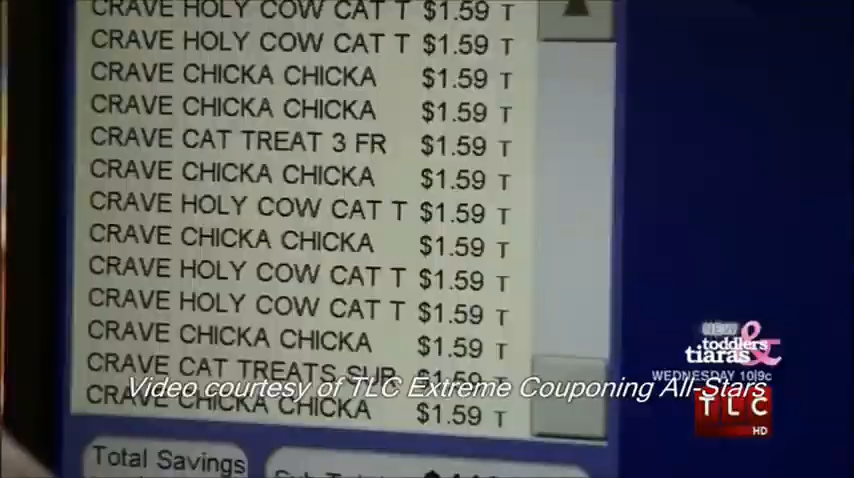 CRAVE HOLY COW CAT T $1.59 T
CRAVE HOLY COW CAT T $1.59 T
CRAVE CHICKA CHICKA $1.59 T
CRAVE CHICKA CHICKA $1.59 T
CRAVE CAT TREAT 3 FR $1.59 T
CRAVE CHICKA CHICKA $1.59 T
CRAVE HOLY COW CAT T $1.59 T
CRAVE CHICKA CHICKA $1.59 T
CRAVE HOLY COW CAT T $1.59 T
CRAVE HOLY COW CAT T $1.59 T
CRAVE CHICKA CHICKA $1.59 T
CRAVE CAT TREATS SUR $1.59 T
CRAVE CHICKA CHICKA $1.59 T
Total Savings
NEW
toddlers &
tiaras
WEDNESDAY 10|9c
Video courtesy of TLC Extreme Couponing All-Stars
TLC
HD